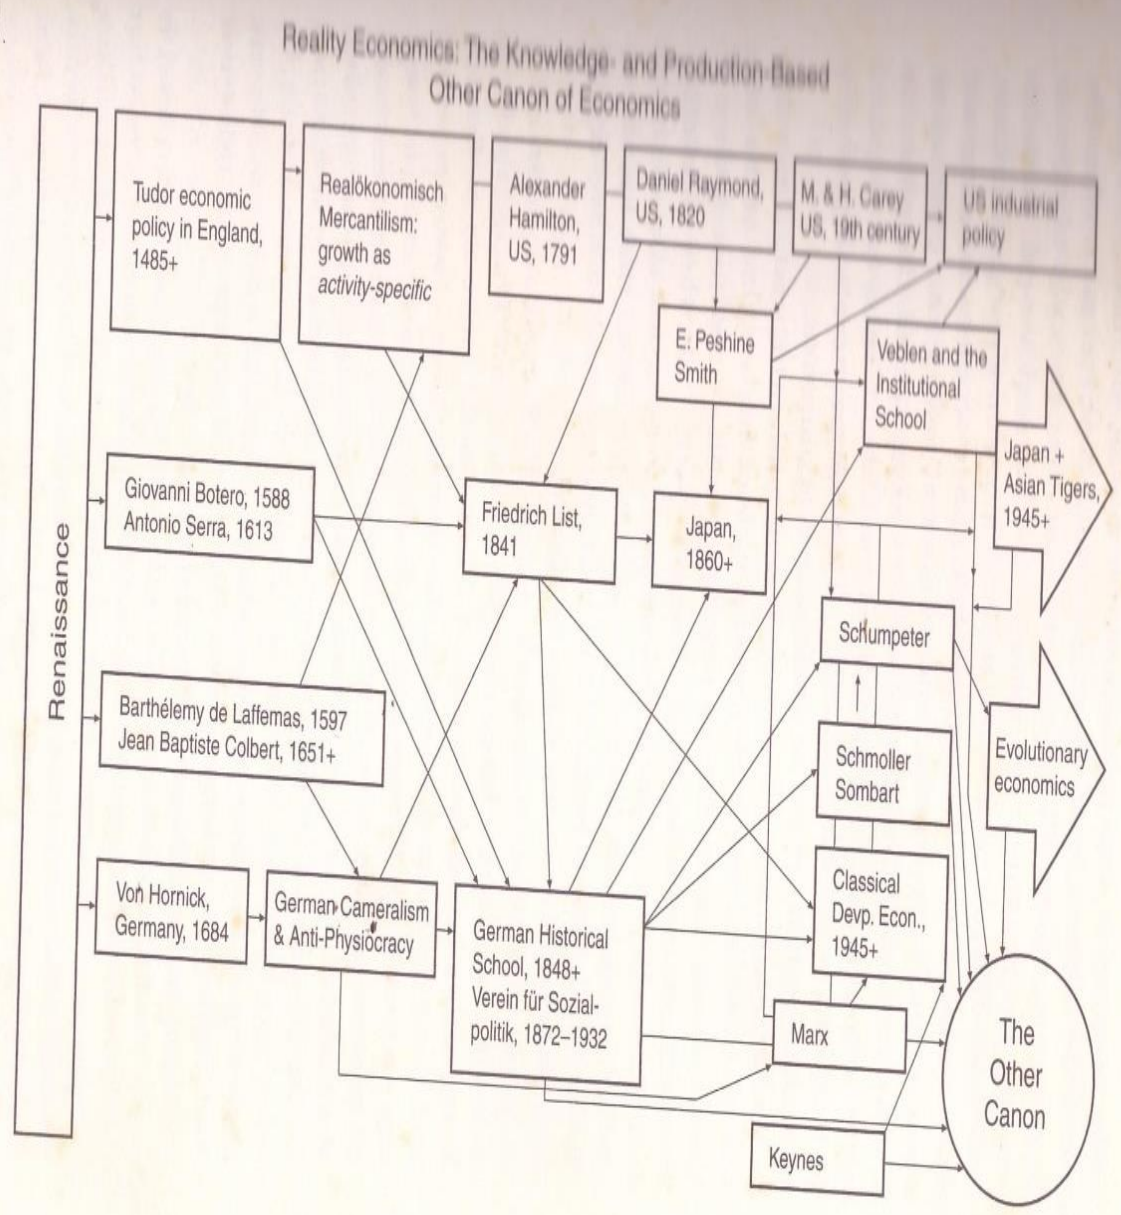 Reality Economics: The Knowledge- and Production-Based
Other Canon of Economics
Renaissance
Tudor economic
policy in England,
1485+
Realökonomisch
Mercantilism:
growth as
activity-specific
Alexander
Hamilton,
US, 1791
Daniel Raymond,
US, 1820
M. & H. Carey
US, 19th century
US industrial
policy
E. Peshine
Smith
Veblen and the
Institutional
School
Japan +
Asian Tigers,
1945+
Giovanni Botero, 1588
Antonio Serra, 1613
Friedrich List,
1841
Japan,
1860+
Schumpeter
Barthélemy de Laffemas, 1597
Jean Baptiste Colbert, 1651+
Schmoller
Sombart
Evolutionary
economics
Von Hornick,
Germany, 1684
German Cameralism
& Anti-Physiocracy
German Historical
School, 1848+
Verein für Sozial-
politik, 1872–1932
Classical
Devp. Econ.,
1945+
Marx
The
Other
Canon
Keynes